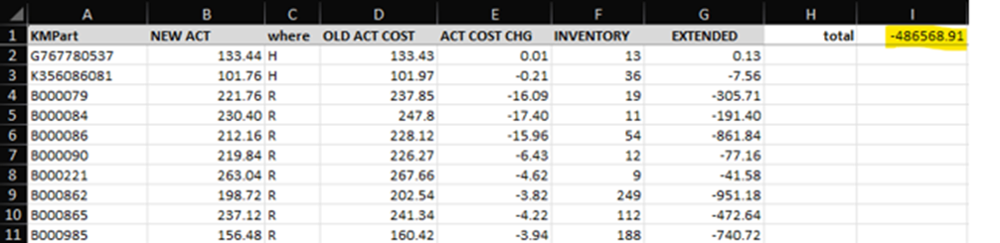 A B C D E F G H I
1 KMPart NEW ACT where OLD ACT COST ACT COST CHG INVENTORY EXTENDED total -486568.91
2 G767780537 133.44 H 133.43 0.01 13 0.13
3 K356086081 101.76 H 101.97 -0.21 36 -7.56
4 B000079 221.76 R 237.85 -16.09 19 -305.71
5 B000084 230.40 R 247.8 -17.40 11 -191.40
6 B000086 212.16 R 228.12 -15.96 54 -861.84
7 B000090 219.84 R 226.27 -6.43 12 -77.16
8 B000221 263.04 R 267.66 -4.62 9 -41.58
9 B000862 198.72 R 202.54 -3.82 249 -951.18
10 B000865 237.12 R 241.34 -4.22 112 -472.64
11 B000985 156.48 R 160.42 -3.94 188 -740.72